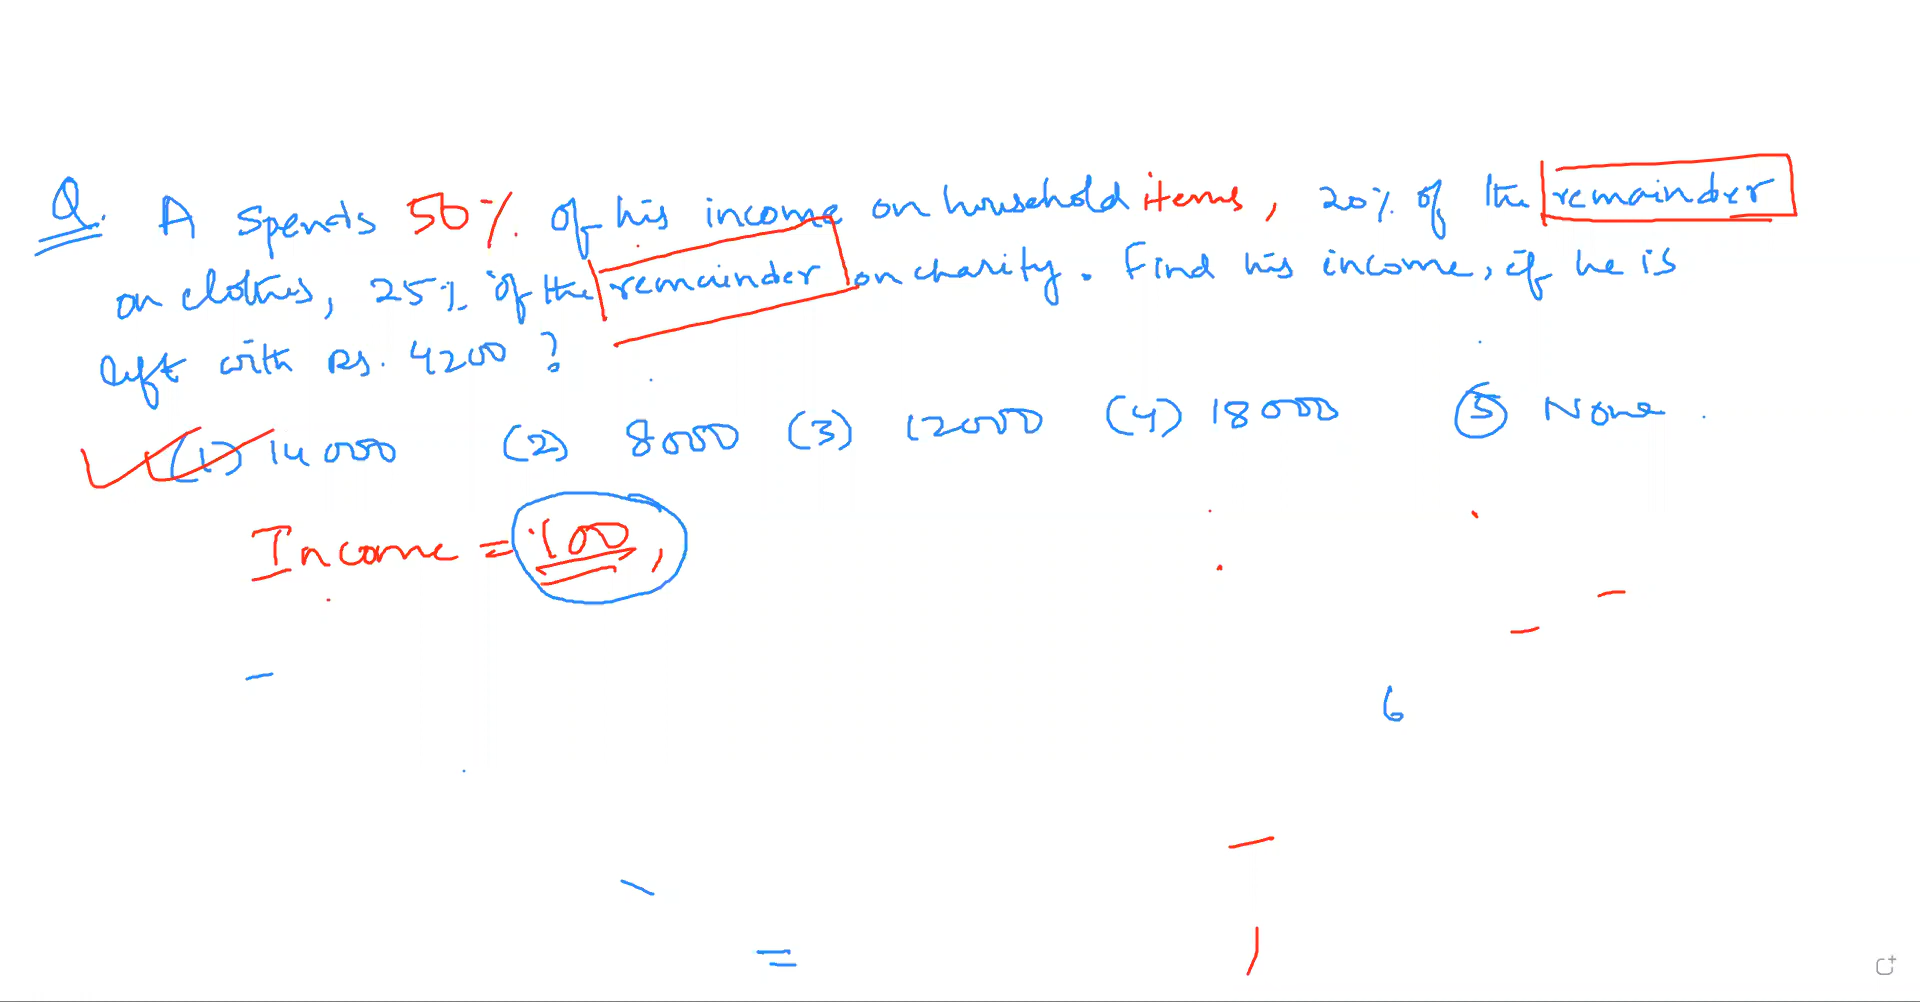 Q. A spends 50% of his income on household items, 20% of the remainder
on clothes, 25% of the remainder on charity. Find his income, if he is
left with Rs. 4200 ?
(1) 14000 (2) 8000 (3) 12000 (4) 18000 (5) None.
Income = 100,
6
=